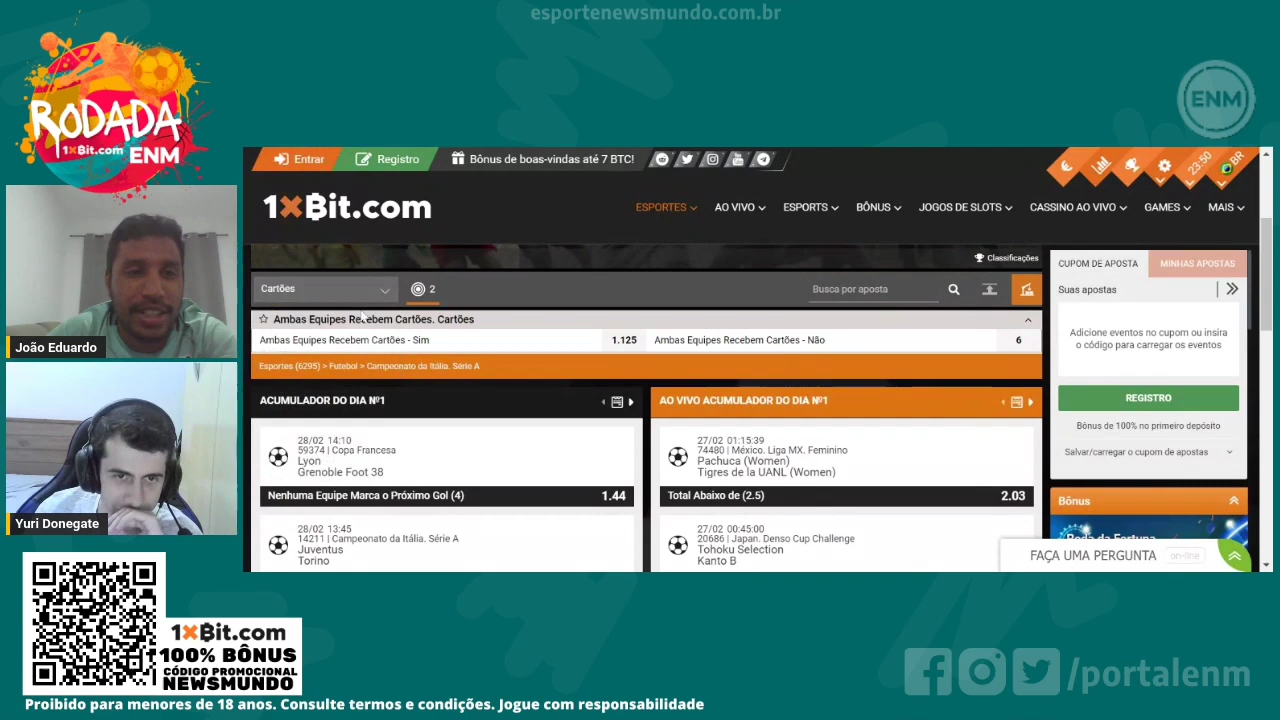 esportenewsmundo.com.br
RODADA
1xBit.com
ENM
ENM
Entrar
Registro
Bônus de boas-vindas até 7 BTC!
23:50
BR
1xBit.com
ESPORTES
AO VIVO
ESPORTS
BÔNUS
JOGOS DE SLOTS
CASSINO AO VIVO
GAMES
MAIS
Classificações
Cartões
2
Busca por aposta
Ambas Equipes Recebem Cartões. Cartões
Ambas Equipes Recebem Cartões - Sim 1.125
Ambas Equipes Recebem Cartões - Não 6
Esportes (6295) > Futebol > Campeonato da Itália. Série A
ACUMULADOR DO DIA Nº1
28/02 14:10
59374 | Copa Francesa
Lyon
Grenoble Foot 38
Nenhuma Equipe Marca o Próximo Gol (4) 1.44
28/02 13:45
14211 | Campeonato da Itália. Série A
Juventus
Torino
AO VIVO ACUMULADOR DO DIA Nº1
27/02 01:15:39
74480 | México. Liga MX. Feminino
Pachuca (Women)
Tigres de la UANL (Women)
Total Abaixo de (2.5) 2.03
27/02 00:45:00
20686 | Japan. Denso Cup Challenge
Tohoku Selection
Kanto B
CUPOM DE APOSTA
MINHAS APOSTAS
Suas apostas
Adicione eventos no cupom ou insira
o código para carregar os eventos
REGISTRO
Bônus de 100% no primeiro depósito
Salvar/carregar o cupom de apostas
Bônus
Roda da Fortuna
FAÇA UMA PERGUNTA
on-line
João Eduardo
Yuri Donegate
1xBit.com
100% BÔNUS
CÓDIGO PROMOCIONAL
NEWSMUNDO
/portalenm
Proibido para menores de 18 anos. Consulte termos e condições. Jogue com responsabilidade